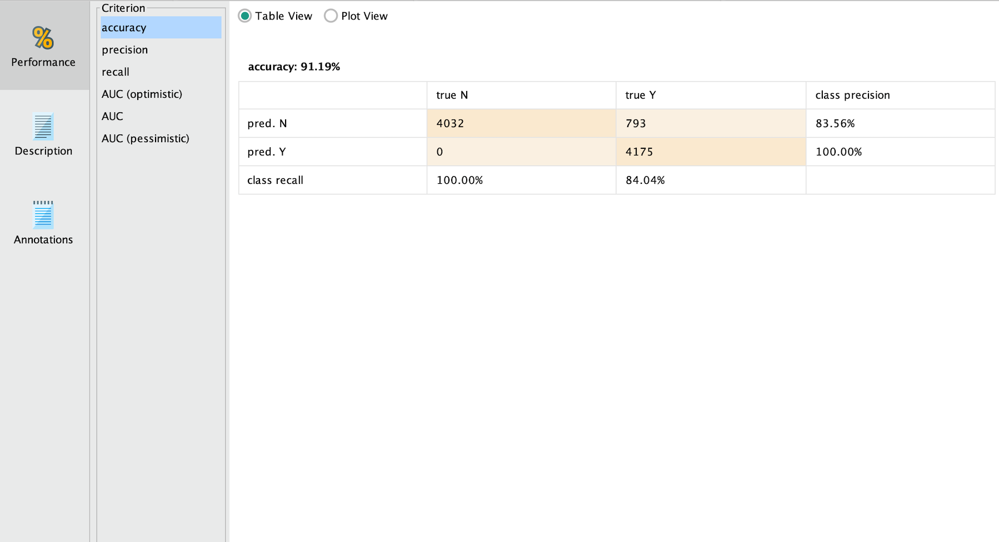 Performance
Description
Annotations
Criterion
accuracy
precision
recall
AUC (optimistic)
AUC
AUC (pessimistic)
Table View Plot View
accuracy: 91.19%
true N true Y class precision
pred. N 4032 793 83.56%
pred. Y 0 4175 100.00%
class recall 100.00% 84.04%